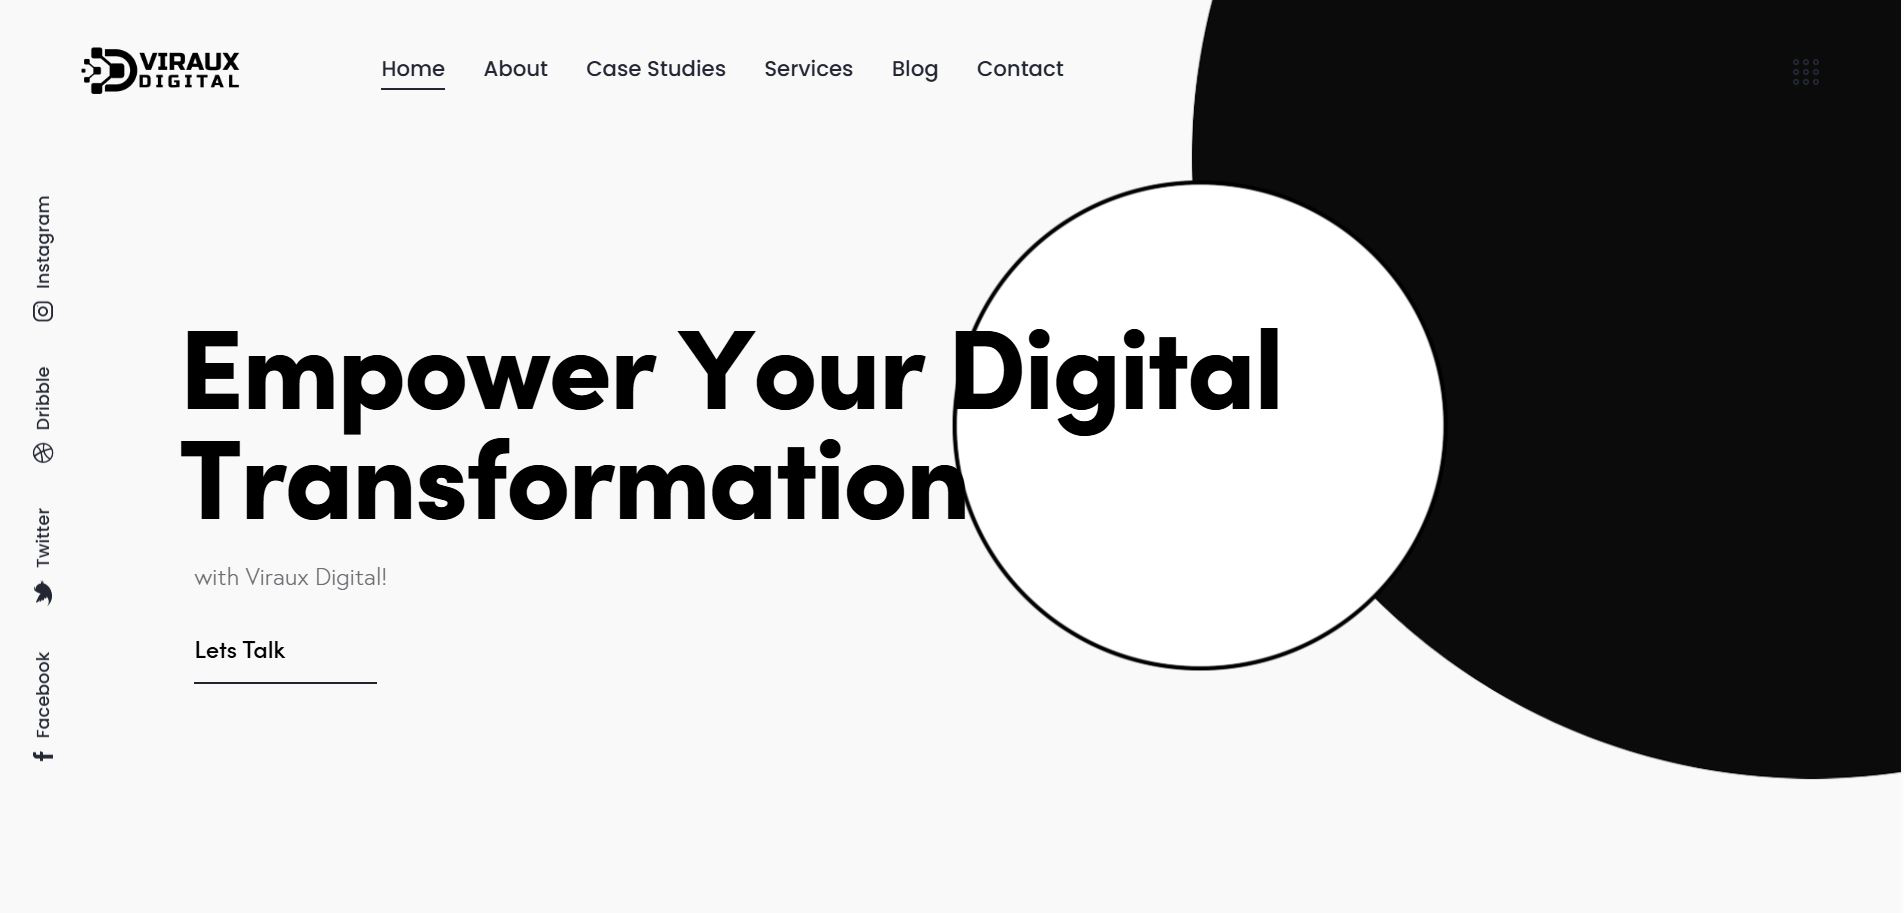 VIRAUX
DIGITAL
Home
About
Case Studies
Services
Blog
Contact
Instagram
Dribble
Twitter
Facebook
Empower Your Digital
Transformation
with Viraux Digital!
Lets Talk